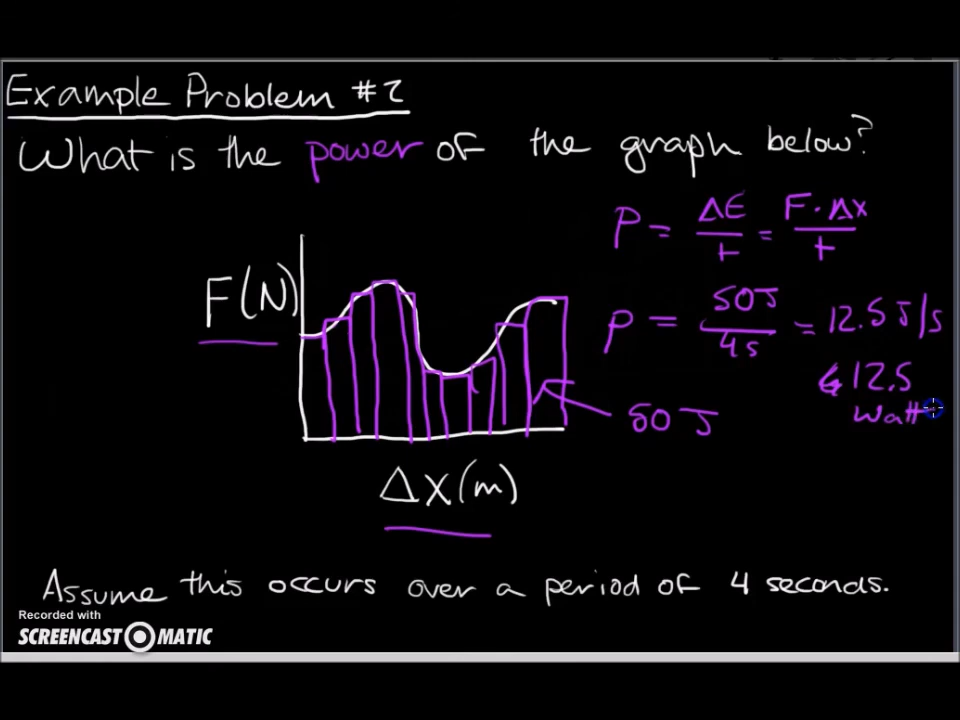 Example Problem #2
What is the power of the graph below?
P = ΔE/t = F·Δx/t
F(N)
P = 50J/4s = 12.5 J/s
↳ 12.5
Watt
50 J
Δx(m)
Assume this occurs over a period of 4 seconds.
Recorded with
SCREENCAST O MATIC